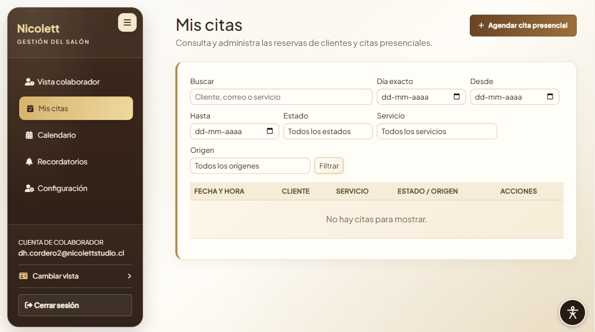 Nicolett
GESTIÓN DEL SALÓN
Vista colaborador
Mis citas
Calendario
Recordatorios
Configuración
CUENTA DE COLABORADOR
dh.cordero2@nicolettstudio.cl
Cambiar vista
Cerrar sesión
Mis citas
Consulta y administra las reservas de clientes y citas presenciales.
+ Agendar cita presencial
Buscar Día exacto Desde
Cliente, correo o servicio dd-mm-aaaa dd-mm-aaaa
Hasta Estado Servicio
dd-mm-aaaa Todos los estados Todos los servicios
Origen
Todos los orígenes Filtrar
FECHA Y HORA CLIENTE SERVICIO ESTADO / ORIGEN ACCIONES
No hay citas para mostrar.